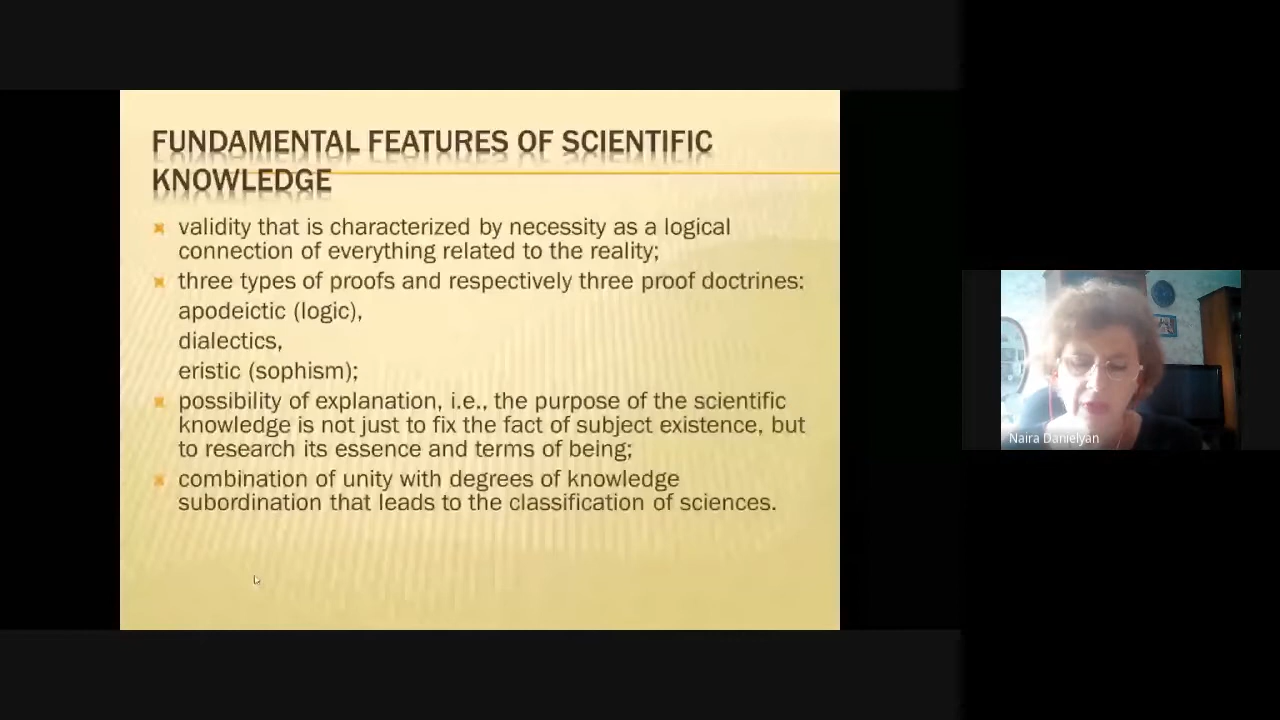 FUNDAMENTAL FEATURES OF SCIENTIFIC
KNOWLEDGE
validity that is characterized by necessity as a logical
connection of everything related to the reality;
three types of proofs and respectively three proof doctrines:
apodeictic (logic),
dialectics,
eristic (sophism);
possibility of explanation, i.e., the purpose of the scientific
knowledge is not just to fix the fact of subject existence, but
to research its essence and terms of being;
combination of unity with degrees of knowledge
subordination that leads to the classification of sciences.
Naira Danielyan